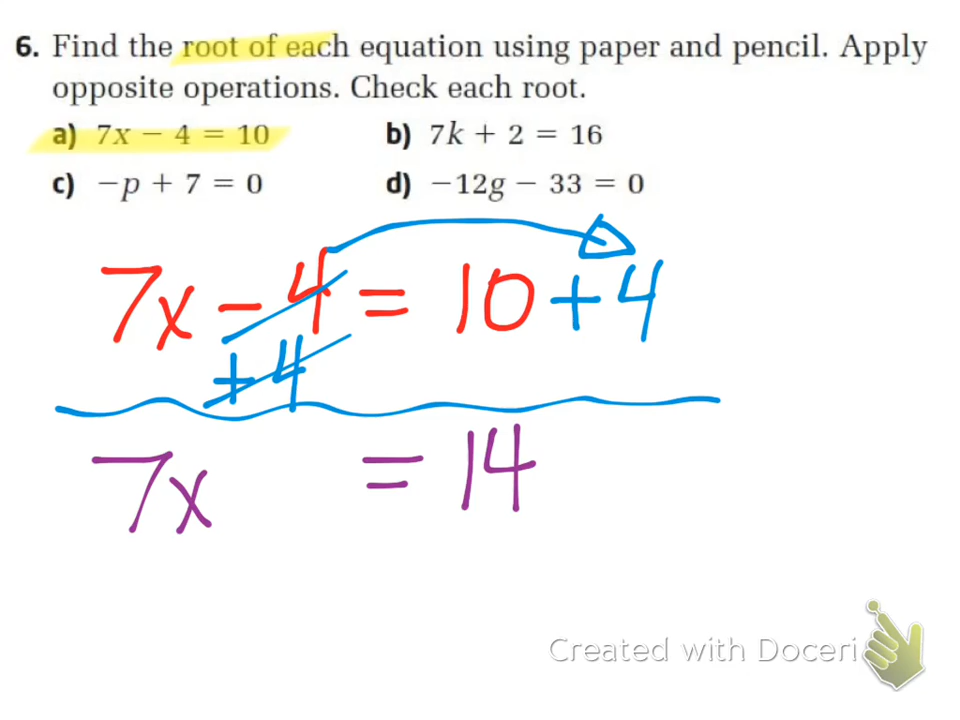 6. Find the root of each equation using paper and pencil. Apply
opposite operations. Check each root.
a) 7x − 4 = 10
b) 7k + 2 = 16
c) −p + 7 = 0
d) −12g − 33 = 0
7x − 4 = 10 + 4
+4
7x = 14
Created with Doceri